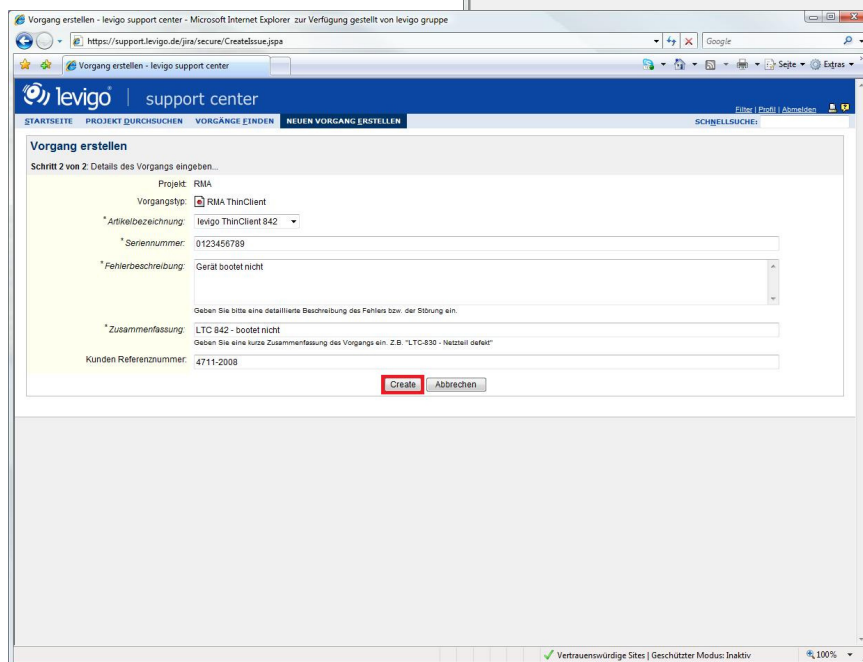 Vorgang erstellen - levigo support center - Microsoft Internet Explorer zur Verfügung gestellt von levigo gruppe
https://support.levigo.de/jira/secure/CreateIssue.jspa
Google
Vorgang erstellen - levigo support center
Seite
Extras
levigo | support center
Filter | Profil | Abmelden
STARTSEITE PROJEKT DURCHSUCHEN VORGÄNGE FINDEN NEUEN VORGANG ERSTELLEN SCHNELLSUCHE:
Vorgang erstellen
Schritt 2 von 2: Details des Vorgangs eingeben...
Projekt: RMA
Vorgangstyp: RMA ThinClient
* Artikelbezeichnung: levigo ThinClient 842
* Seriennummer: 0123456789
* Fehlerbeschreibung: Gerät bootet nicht
Geben Sie bitte eine detaillierte Beschreibung des Fehlers bzw. der Störung ein.
* Zusammenfassung: LTC 842 - bootet nicht
Geben Sie eine kurze Zusammenfassung des Vorgangs ein. Z.B. "LTC-830 - Netzteil defekt"
Kunden Referenznummer: 4711-2008
Create Abbrechen
Vertrauenswürdige Sites | Geschützter Modus: Inaktiv 100%